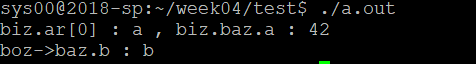 sys00@2018-sp:~/week04/test$ ./a.out
biz.ar[0] : a , biz.baz.a : 42
boz->baz.b : b